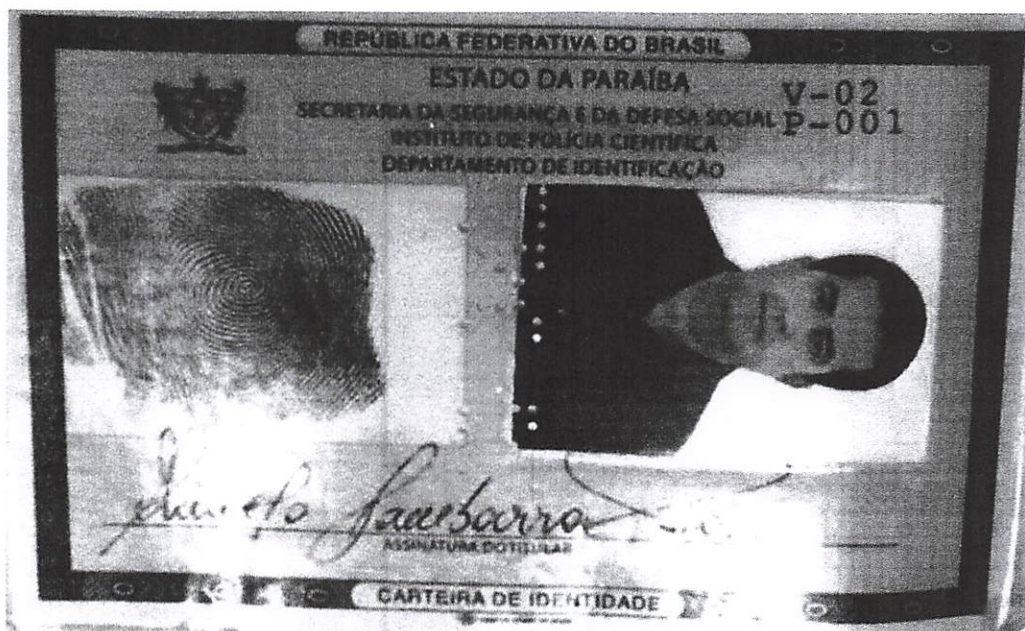 REPÚBLICA FEDERATIVA DO BRASIL
ESTADO DA PARAÍBA
V-02
SECRETARIA DA SEGURANÇA E DA DEFESA SOCIAL
P-001
INSTITUTO DE POLÍCIA CIENTÍFICA
DEPARTAMENTO DE IDENTIFICAÇÃO
ASSINATURA DO TITULAR
CARTEIRA DE IDENTIDADE